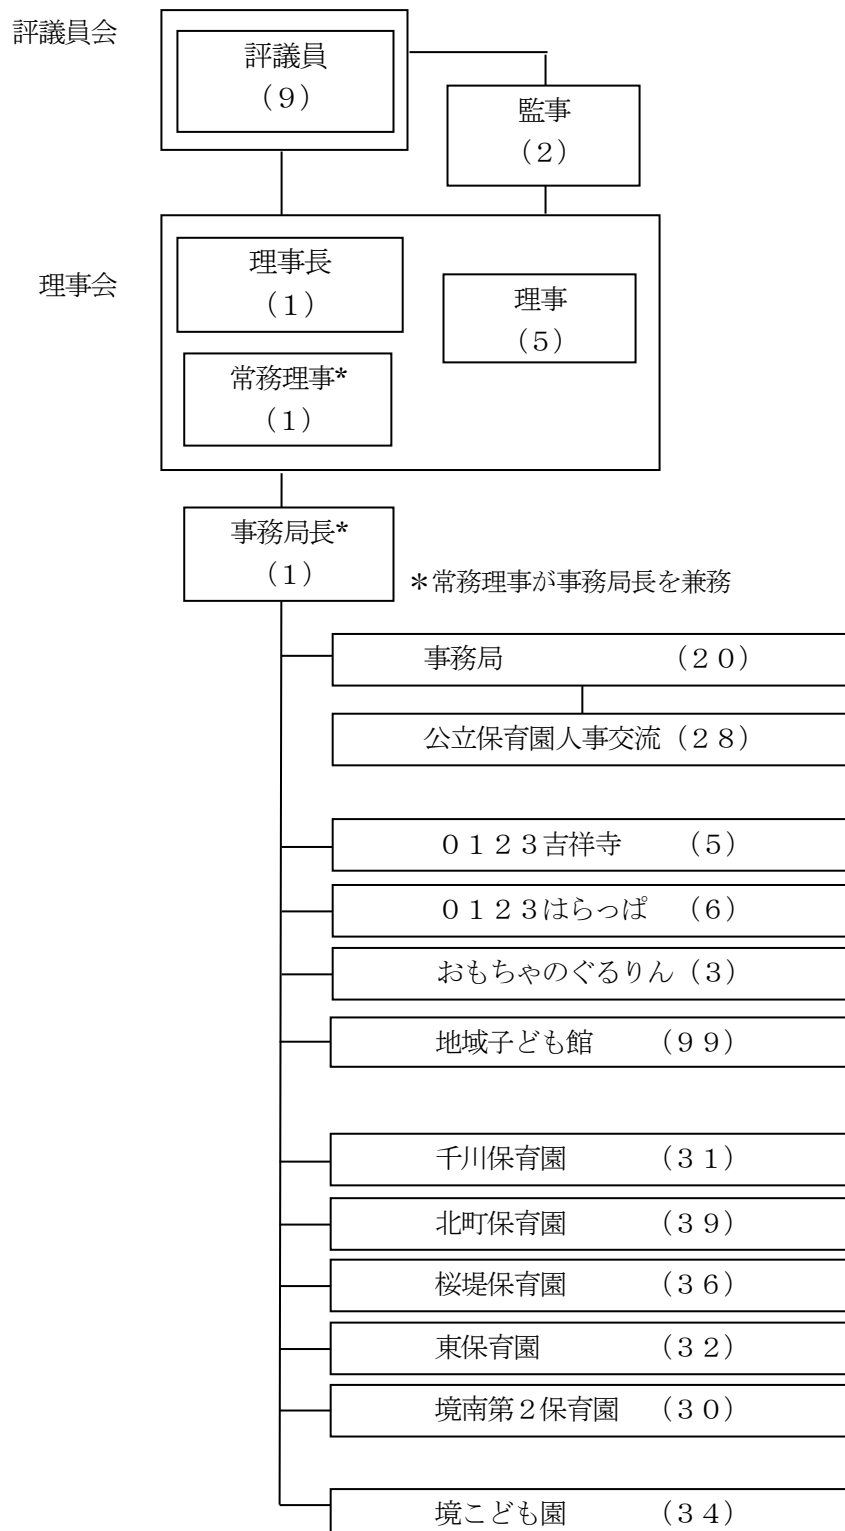 評議員会
評議員
（９）
監事
（２）
理事会
理事長
（１）
理事
（５）
常務理事*
（１）
事務局長*
（１）
＊常務理事が事務局長を兼務
事務局　（２０）
公立保育園人事交流（２８）
０１２３吉祥寺　（５）
０１２３はらっぱ　（６）
おもちゃのぐるりん（３）
地域子ども館　（９９）
千川保育園　（３１）
北町保育園　（３９）
桜堤保育園　（３６）
東保育園　（３２）
境南第２保育園　（３０）
境こども園　（３４）